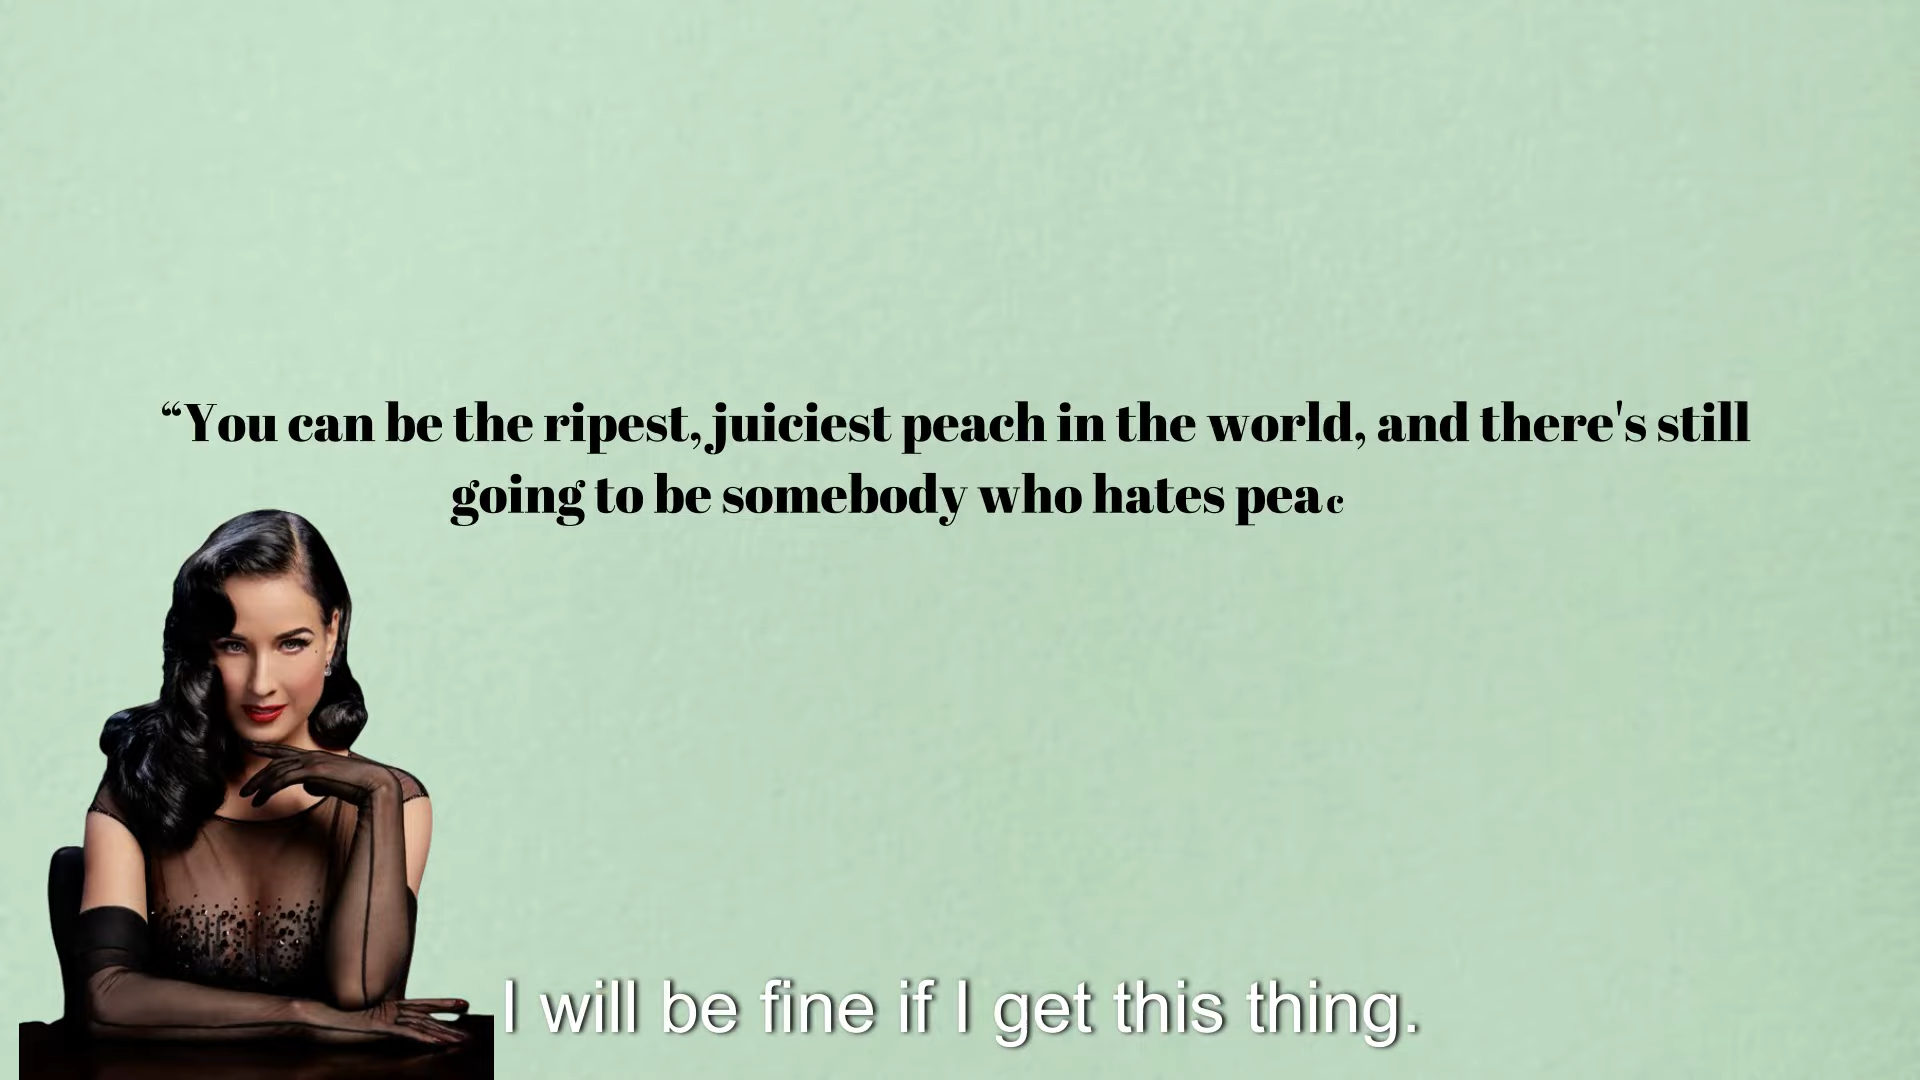 “You can be the ripest, juiciest peach in the world, and there's still
going to be somebody who hates peac
I will be fine if I get this thing.